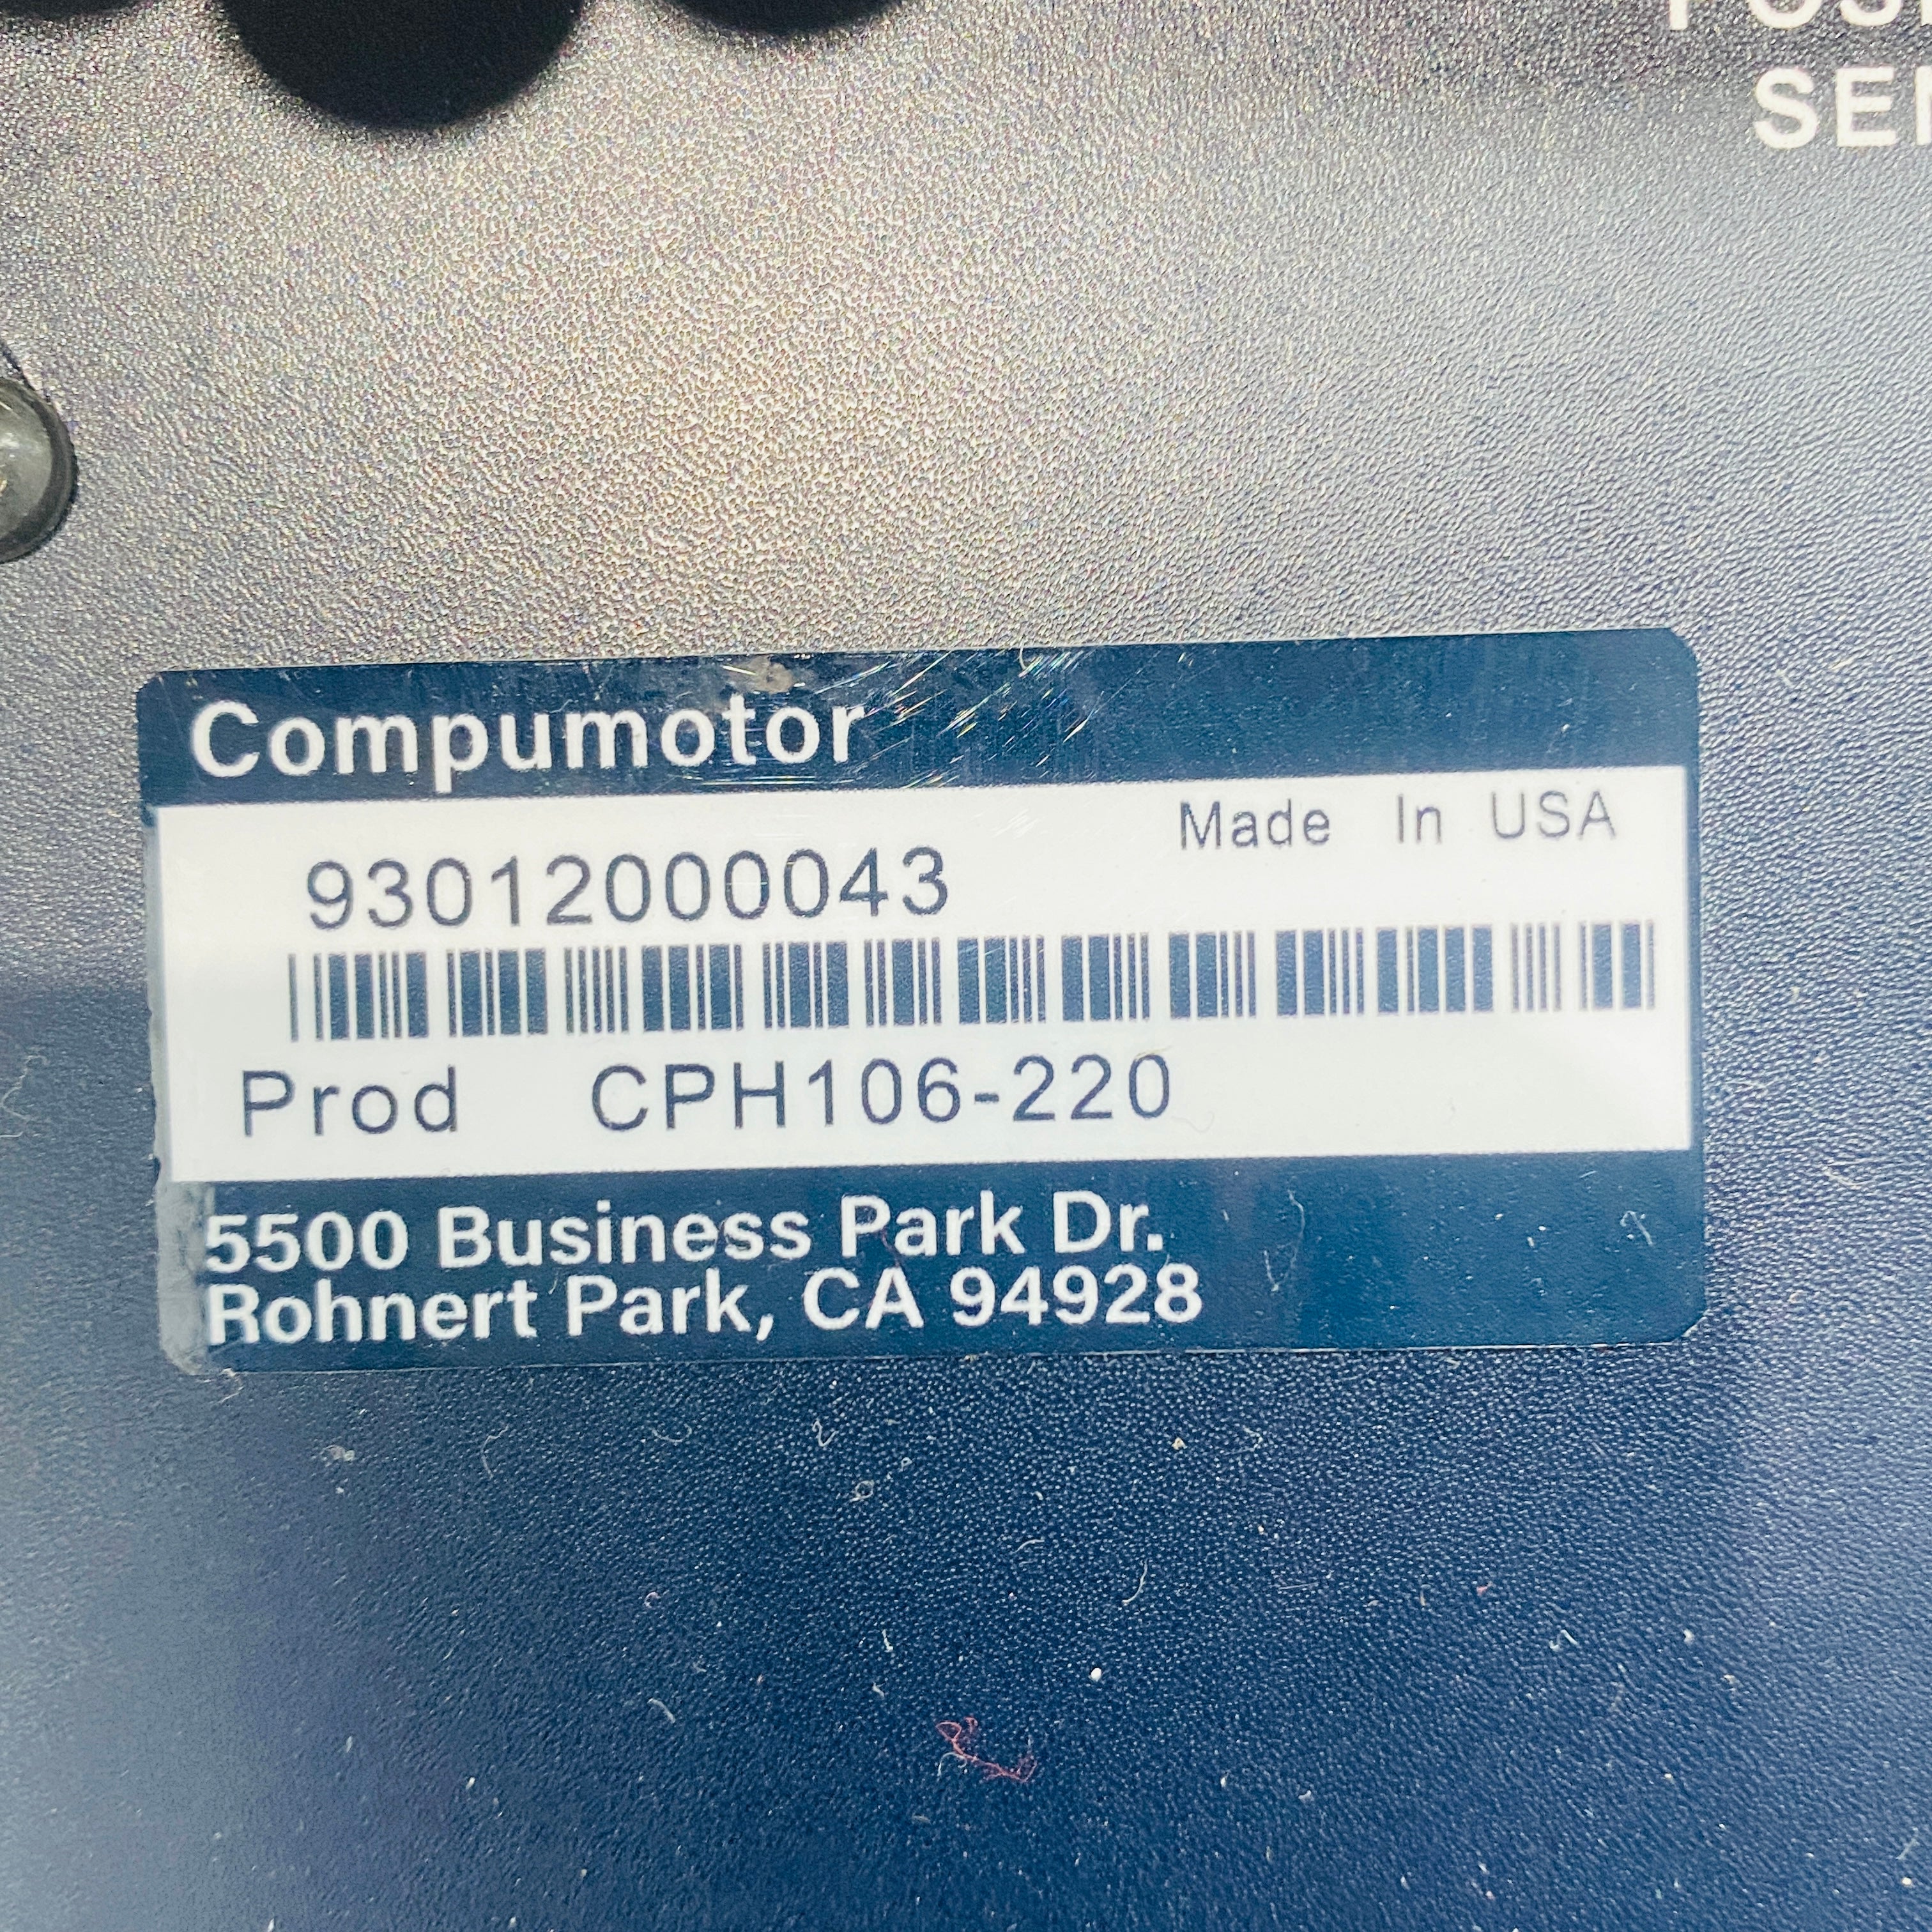 Compumotor
Made In USA
93012000043
Prod CPH106-220
5500 Business Park Dr.
Rohnert Park, CA 94928